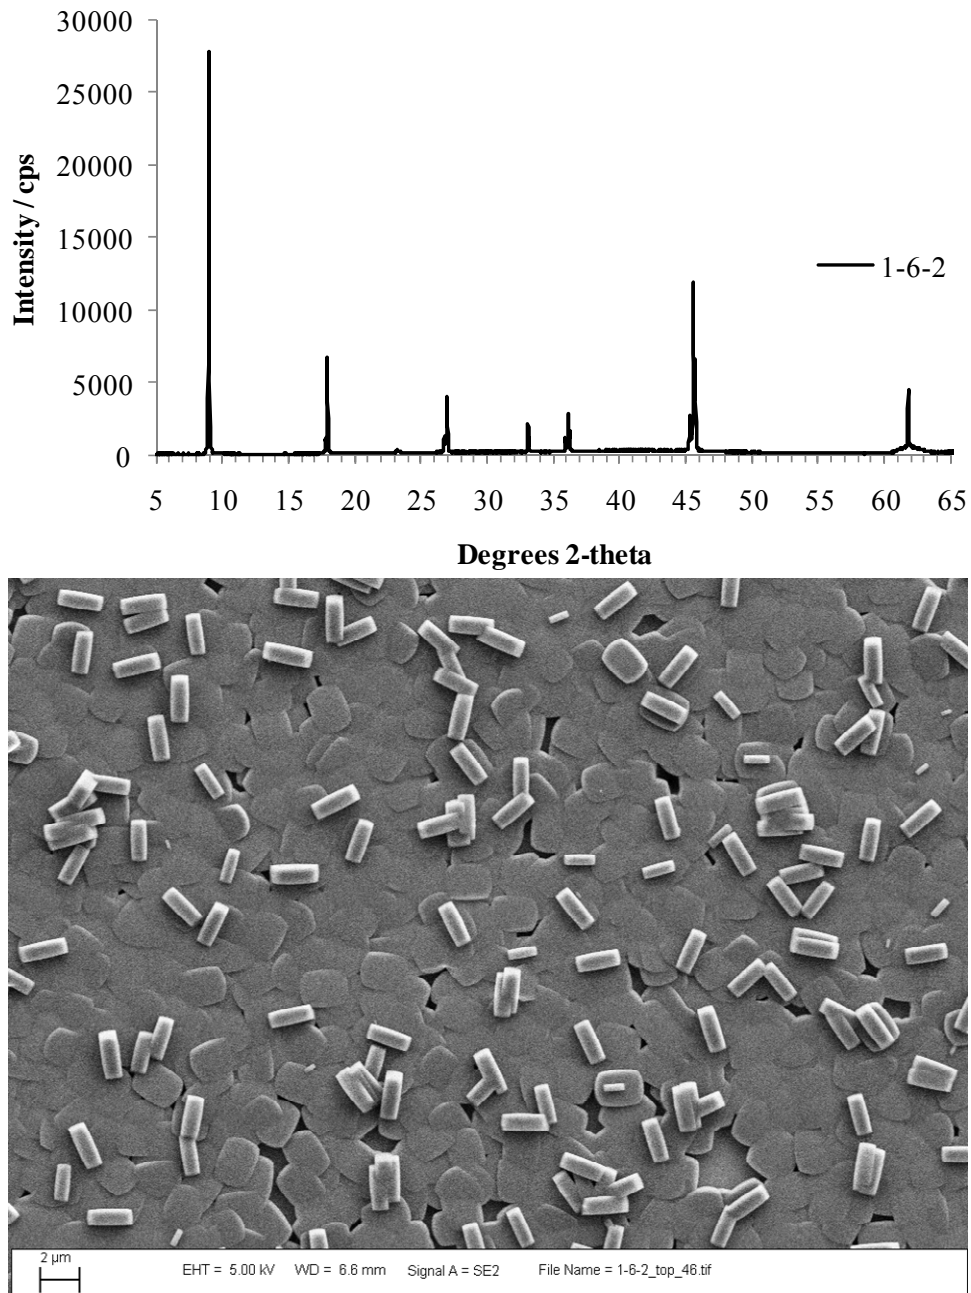 30000
25000
20000
15000
10000
5000
0
Intensity / cps
1-6-2
5 10 15 20 25 30 35 40 45 50 55 60 65
Degrees 2-theta
2 µm
EHT = 5.00 kV WD = 6.6 mm Signal A = SE2 File Name = 1-6-2_top_46.tif